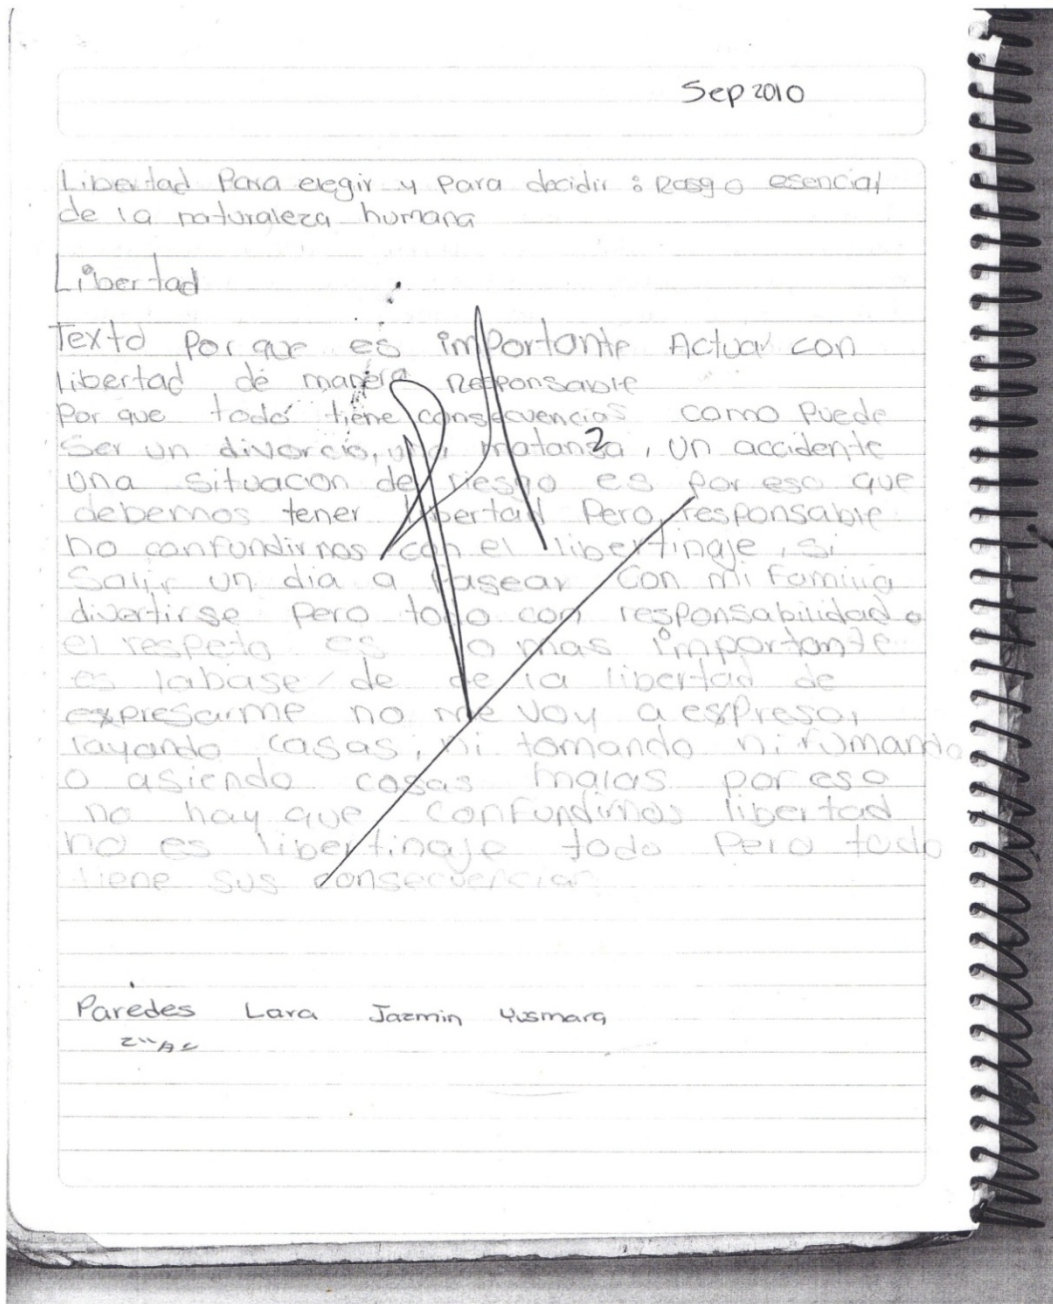 Sep 2010
Libertad Para elegir y Para decidir : Rasgo esencial
de la naturaleza humana
Libertad
Texto Por que es importante Actuar con
libertad de manera Responsable
Por que todo tiene consecuencias como Puede
Ser un divorcio, una matanza, un accidente
una situacion de riesgo es por eso que
debemos tener libertad Pero responsable
no confundirnos con el libertinaje, si
Salir un dia a Pasear con mi Familia
divertirse Pero todo con responsabilidad
el respeto es lo mas importante
es labase de de la libertad de
expresarme no me voy a espresar
rayando casas, ni tomando ni fumando
o asiendo cosas malas por eso
no hay que confundirnos libertad
no es libertinaje todo Pero todo
tiene sus consecuencias
Paredes Lara Jazmin Yusmara